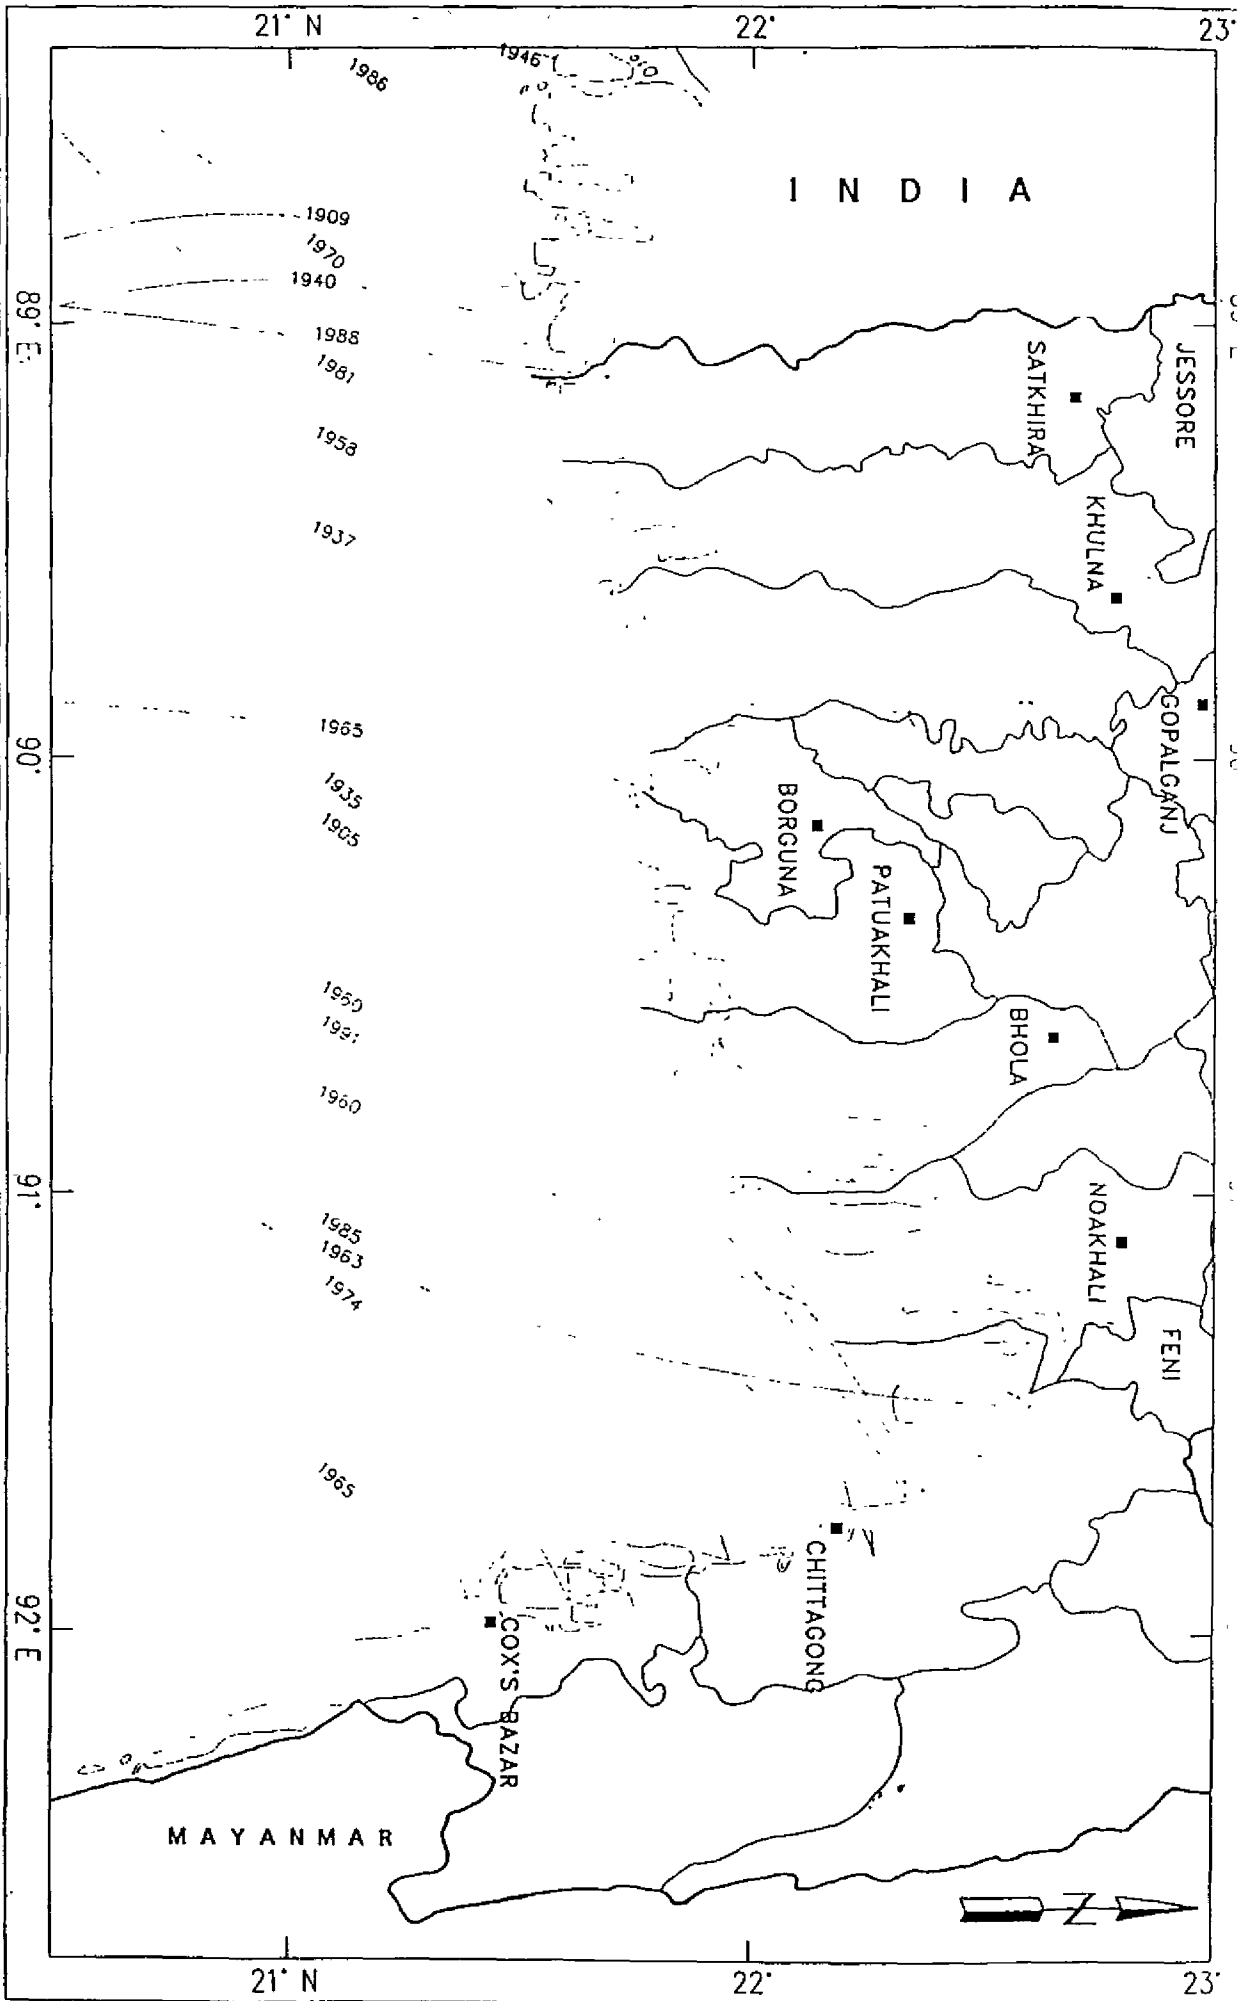 21° N 22° 23°
1986
1946
I N D I A
1909
1970
1940
1988
1981
1958
1937
1965
1935
1905
1991
1960
1985
1963
1974
1965
89° E
90°
91°
92° E
JESSORE
SATKHIRA
KHULNA
GOPALGANJ
BORGUNA
PATUAKHALI
BHOLA
NOAKHALI
FENI
CHITTAGONG
COX'S BAZAR
MAYANMAR
N
21° N 22° 23°